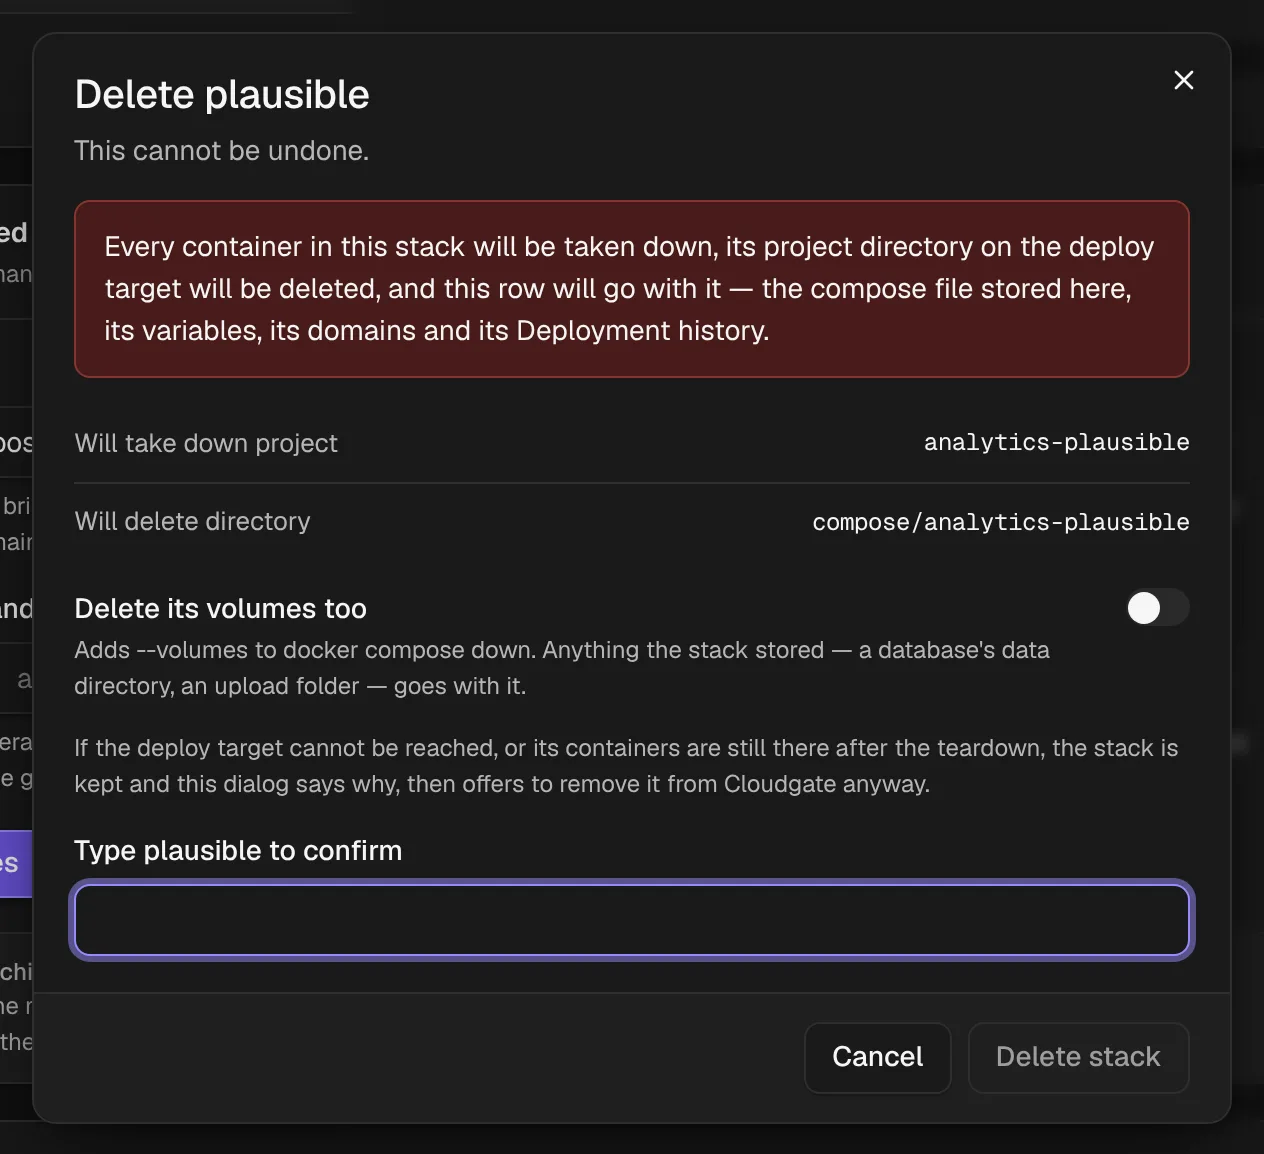 Delete plausible
This cannot be undone.
Every container in this stack will be taken down, its project directory on the deploy
target will be deleted, and this row will go with it — the compose file stored here,
its variables, its domains and its Deployment history.
Will take down project analytics-plausible
Will delete directory compose/analytics-plausible
Delete its volumes too
Adds --volumes to docker compose down. Anything the stack stored — a database's data
directory, an upload folder — goes with it.
If the deploy target cannot be reached, or its containers are still there after the teardown, the stack is
kept and this dialog says why, then offers to remove it from Cloudgate anyway.
Type plausible to confirm
Cancel Delete stack